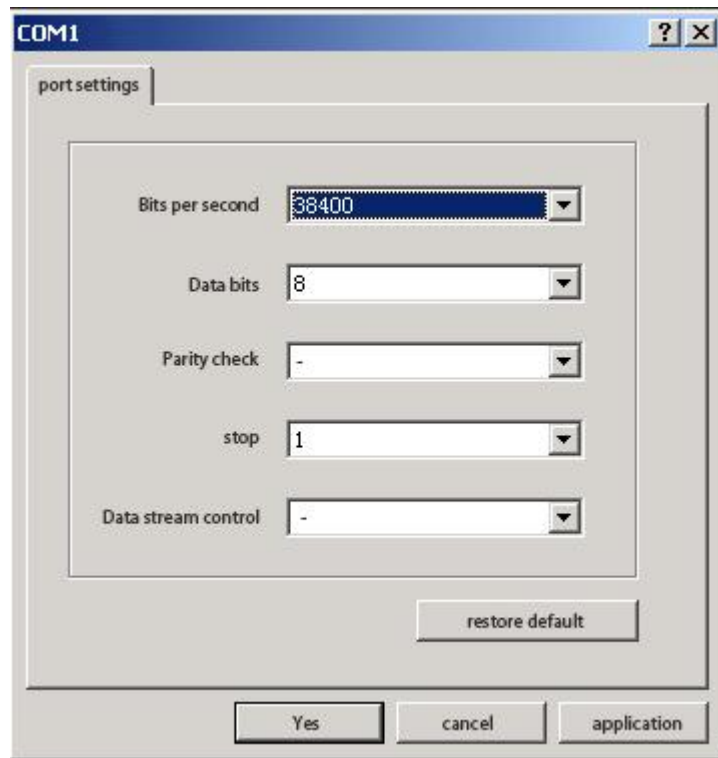 COM1
port settings
Bits per second 38400
Data bits 8
Parity check -
stop 1
Data stream control -
restore default
Yes cancel application